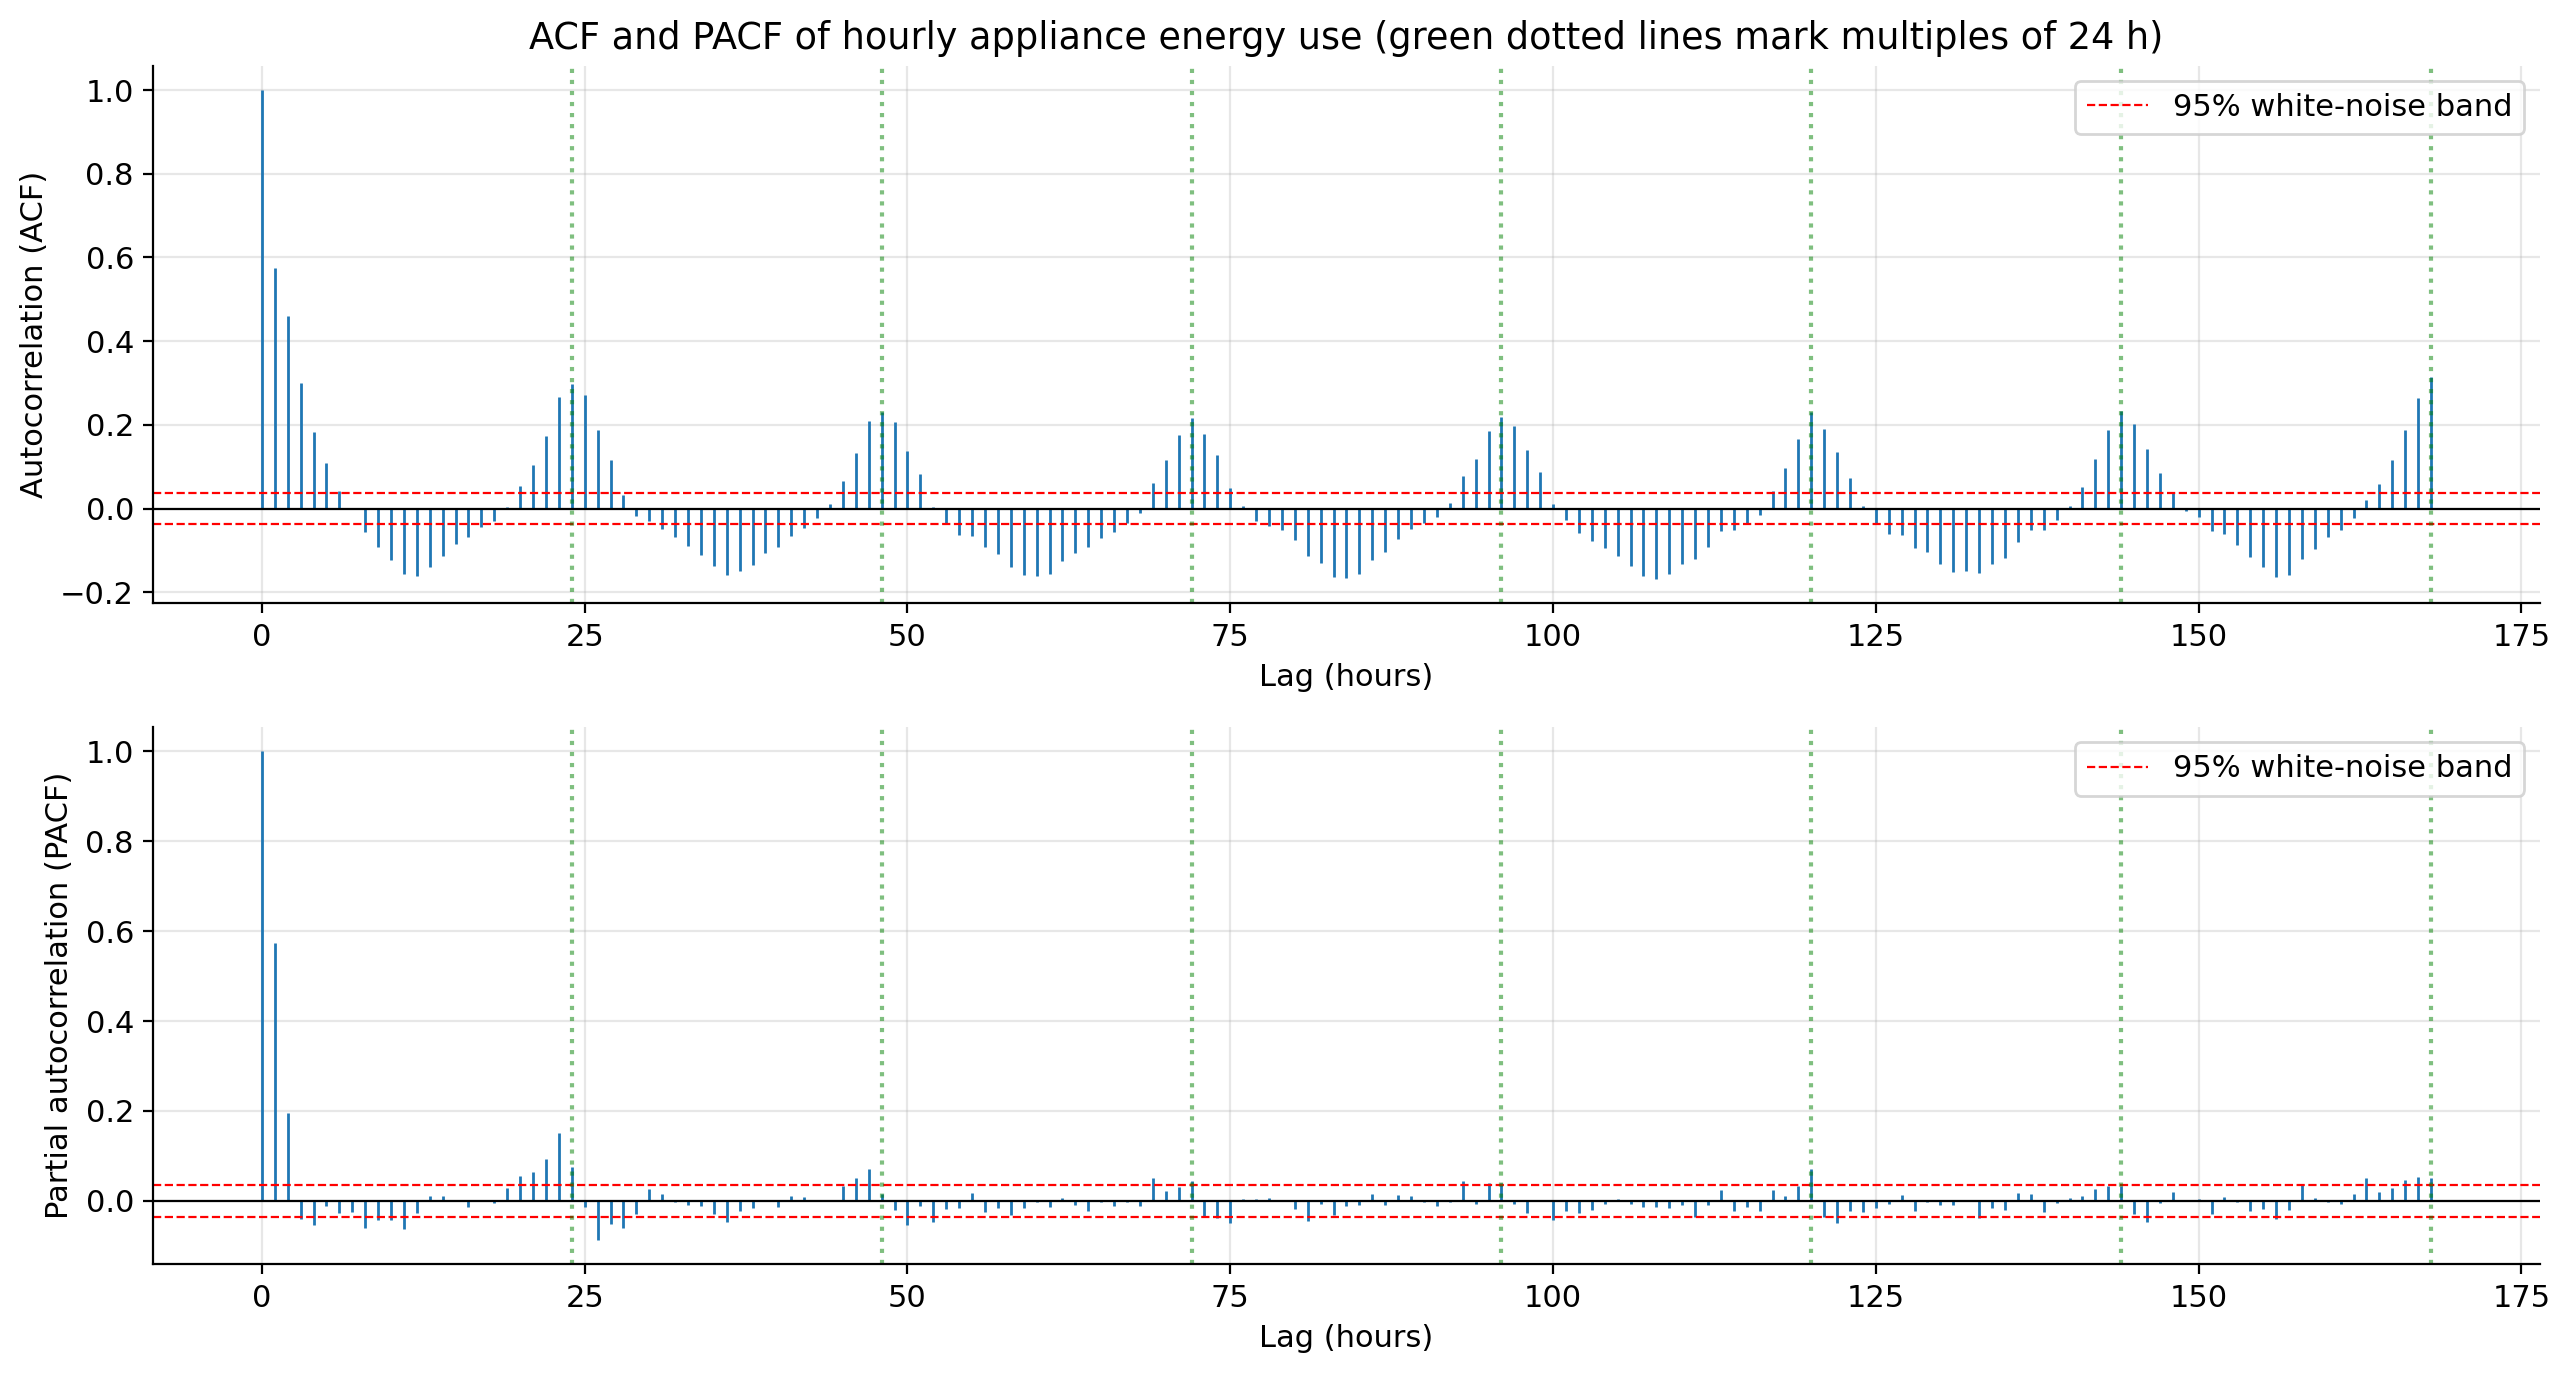 ACF and PACF of hourly appliance energy use (green dotted lines mark multiples of 24 h)
Autocorrelation (ACF)
1.0
0.8
0.6
0.4
0.2
0.0
−0.2
95% white-noise band
0 25 50 75 100 125 150 175
Lag (hours)
Partial autocorrelation (PACF)
1.0
0.8
0.6
0.4
0.2
0.0
95% white-noise band
0 25 50 75 100 125 150 175
Lag (hours)